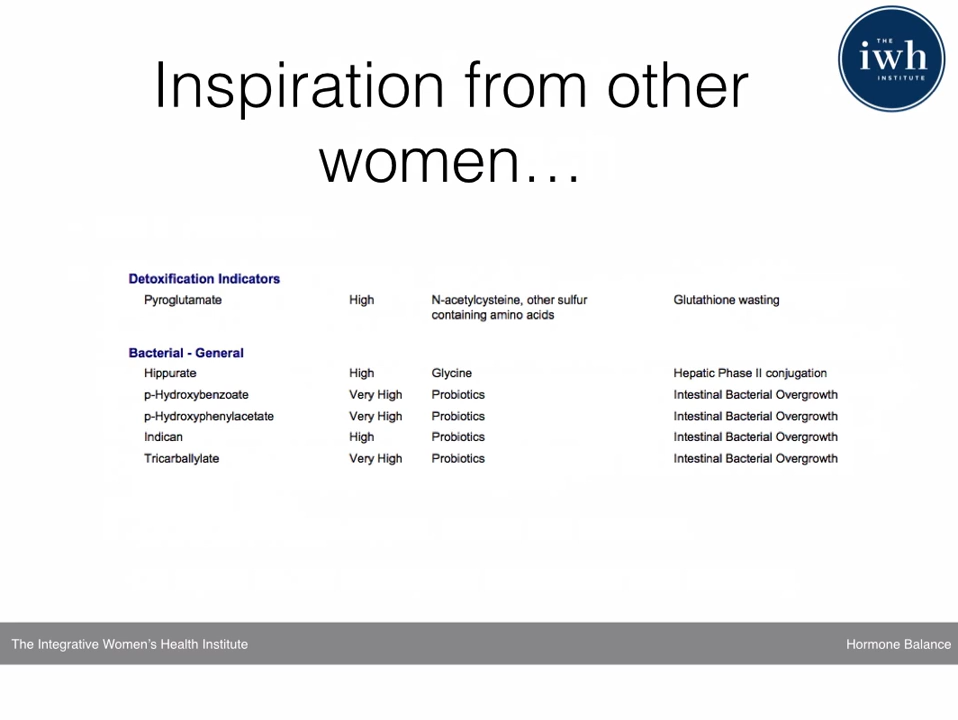 THE
iwh
INSTITUTE
Inspiration from other
women…
Detoxification Indicators
Pyroglutamate High N-acetylcysteine, other sulfur Glutathione wasting
containing amino acids
Bacterial - General
Hippurate High Glycine Hepatic Phase II conjugation
p-Hydroxybenzoate Very High Probiotics Intestinal Bacterial Overgrowth
p-Hydroxyphenylacetate Very High Probiotics Intestinal Bacterial Overgrowth
Indican High Probiotics Intestinal Bacterial Overgrowth
Tricarballylate Very High Probiotics Intestinal Bacterial Overgrowth
The Integrative Women’s Health Institute Hormone Balance